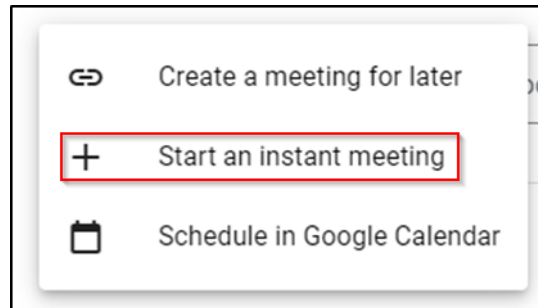 Create a meeting for later
Start an instant meeting
Schedule in Google Calendar